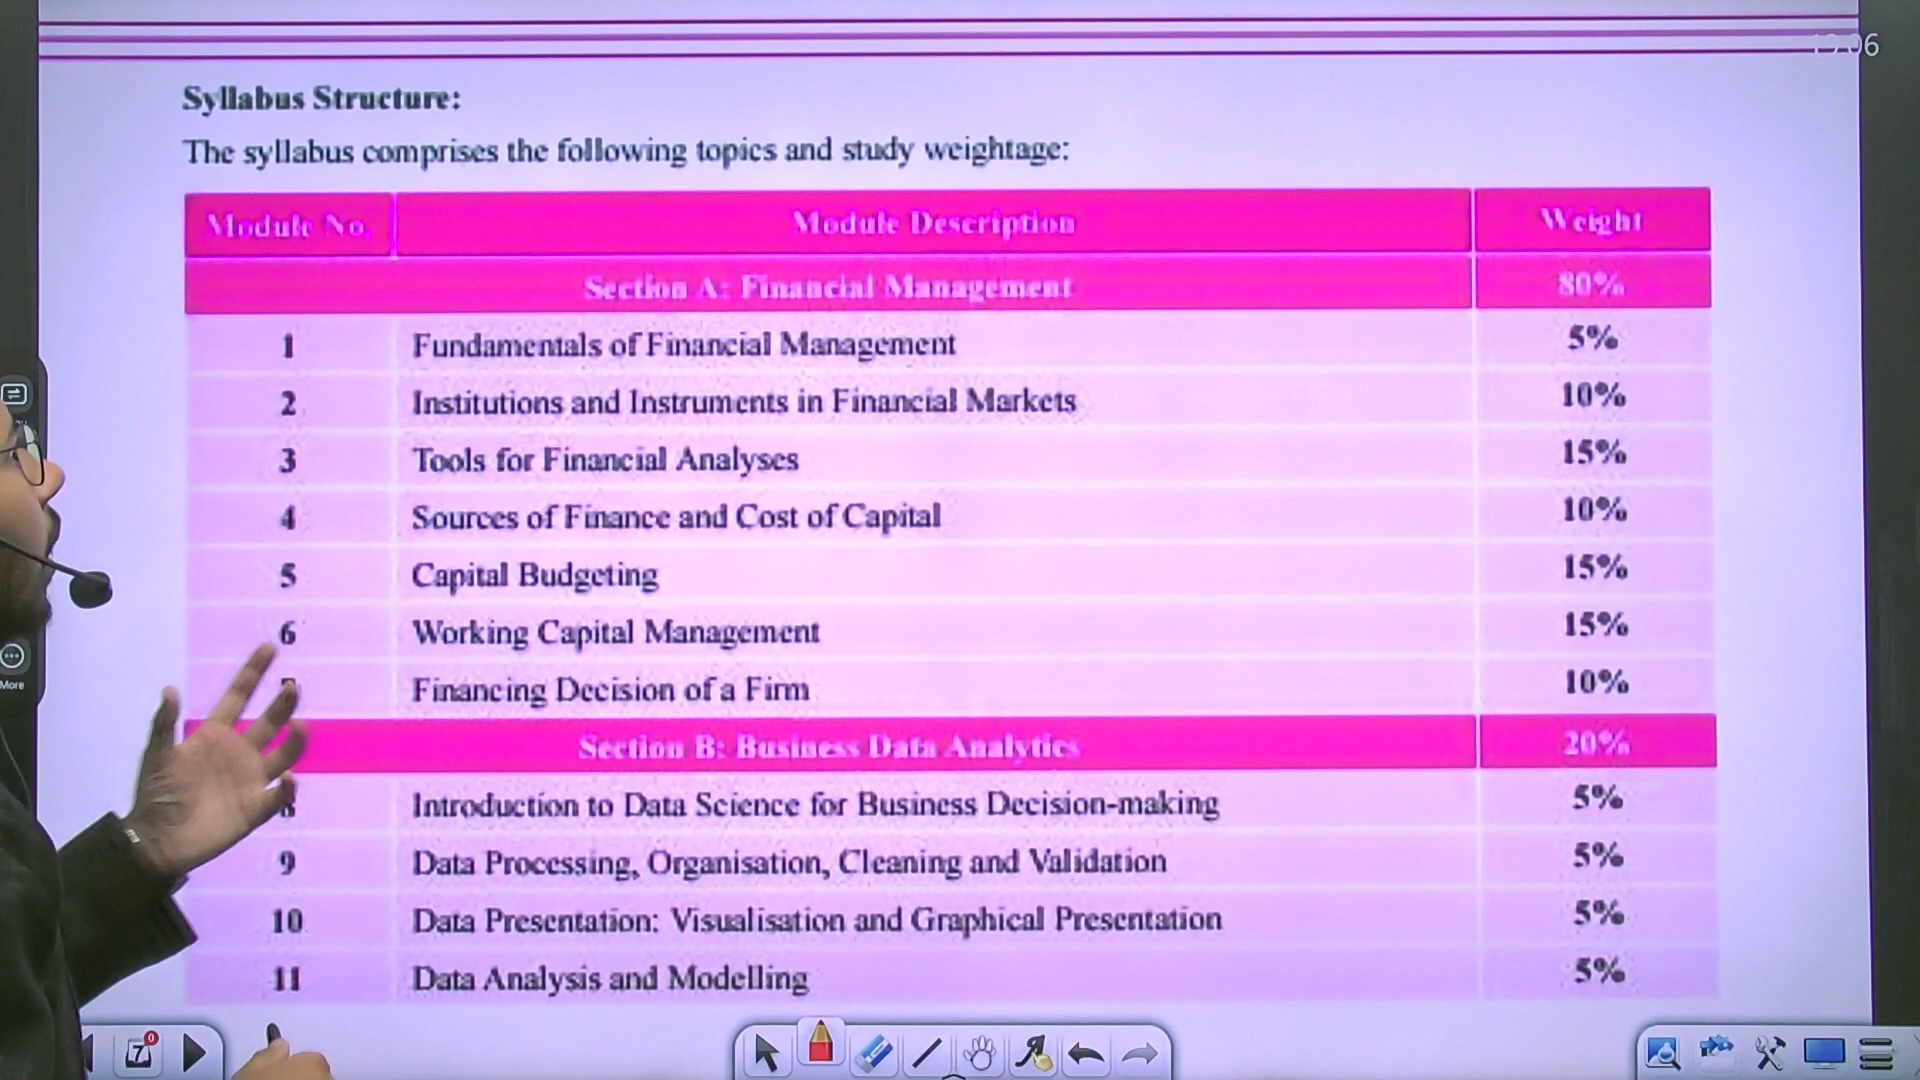 19:06
Syllabus Structure:
The syllabus comprises the following topics and study weightage:
Module No. Module Description Weight
Section A: Financial Management 80%
1 Fundamentals of Financial Management 5%
2 Institutions and Instruments in Financial Markets 10%
3 Tools for Financial Analyses 15%
4 Sources of Finance and Cost of Capital 10%
5 Capital Budgeting 15%
6 Working Capital Management 15%
Financing Decision of a Firm 10%
Section B: Business Data Analytics 20%
8 Introduction to Data Science for Business Decision-making 5%
9 Data Processing, Organisation, Cleaning and Validation 5%
10 Data Presentation: Visualisation and Graphical Presentation 5%
11 Data Analysis and Modelling 5%
More
7 0